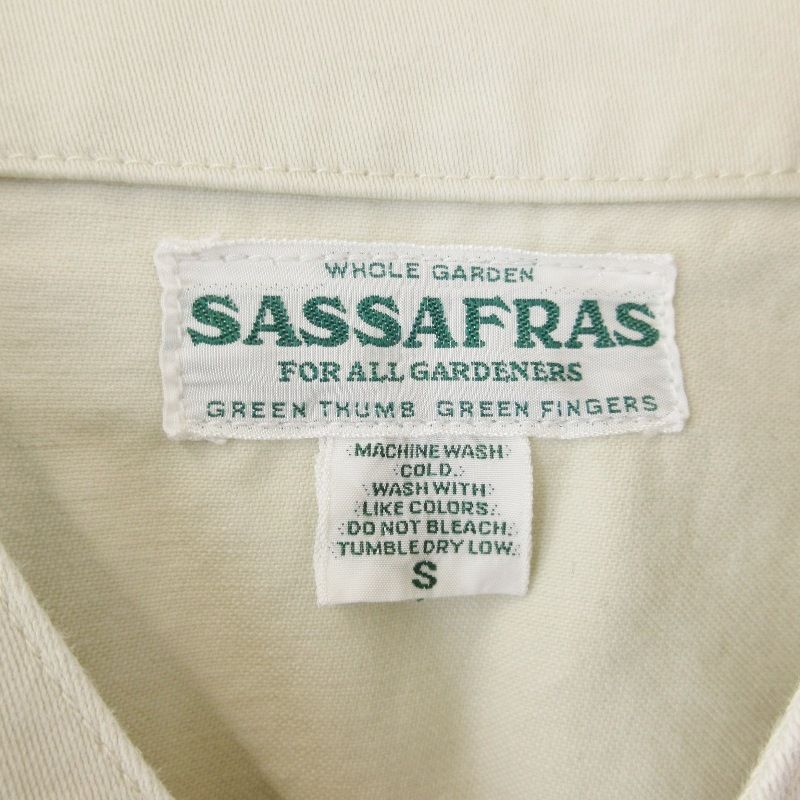 WHOLE GARDEN
SASSAFRAS
FOR ALL GARDENERS
GREEN THUMB GREEN FINGERS
MACHINE WASH
COLD.
WASH WITH
LIKE COLORS.
DO NOT BLEACH.
TUMBLE DRY LOW.
S